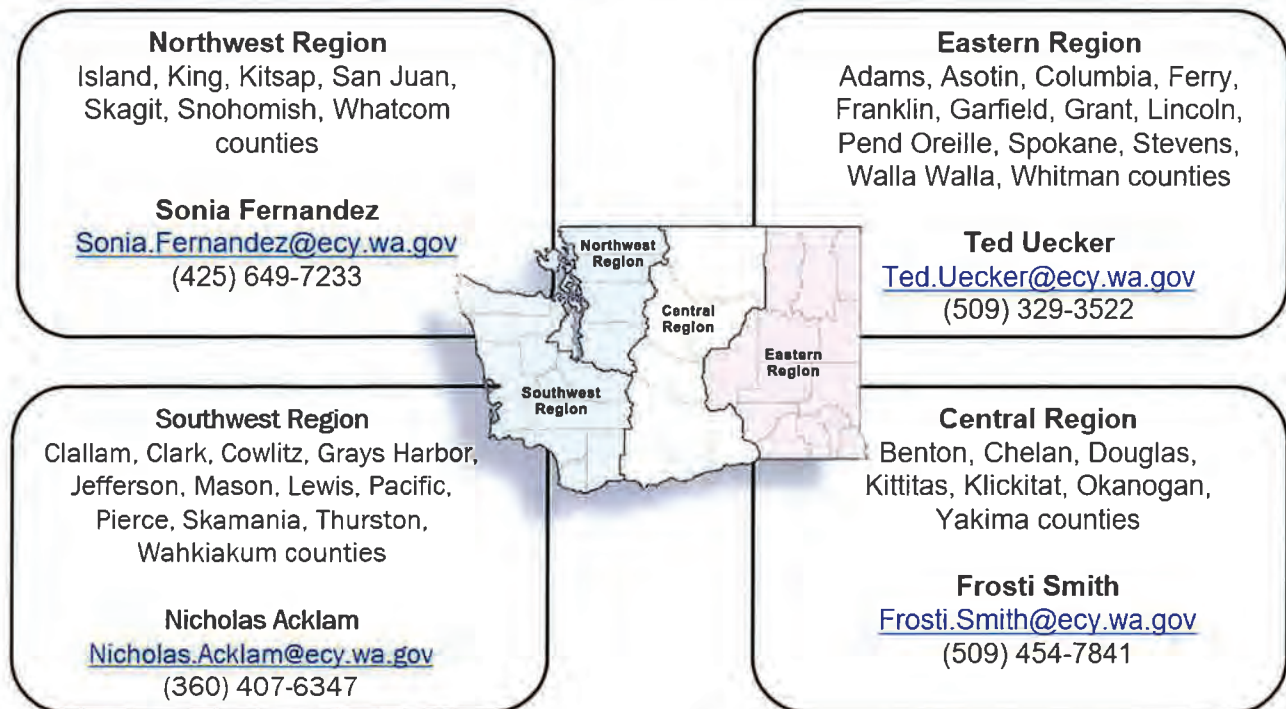 Northwest Region
Island, King, Kitsap, San Juan,
Skagit, Snohomish, Whatcom
counties
Sonia Fernandez
Sonia.Fernandez@ecy.wa.gov
(425) 649-7233
Eastern Region
Adams, Asotin, Columbia, Ferry,
Franklin, Garfield, Grant, Lincoln,
Pend Oreille, Spokane, Stevens,
Walla Walla, Whitman counties
Ted Uecker
Ted.Uecker@ecy.wa.gov
(509) 329-3522
Northwest
Region
Central
Region
Eastern
Region
Southwest
Region
Southwest Region
Clallam, Clark, Cowlitz, Grays Harbor,
Jefferson, Mason, Lewis, Pacific,
Pierce, Skamania, Thurston,
Wahkiakum counties
Nicholas Acklam
Nicholas.Acklam@ecy.wa.gov
(360) 407-6347
Central Region
Benton, Chelan, Douglas,
Kittitas, Klickitat, Okanogan,
Yakima counties
Frosti Smith
Frosti.Smith@ecy.wa.gov
(509) 454-7841